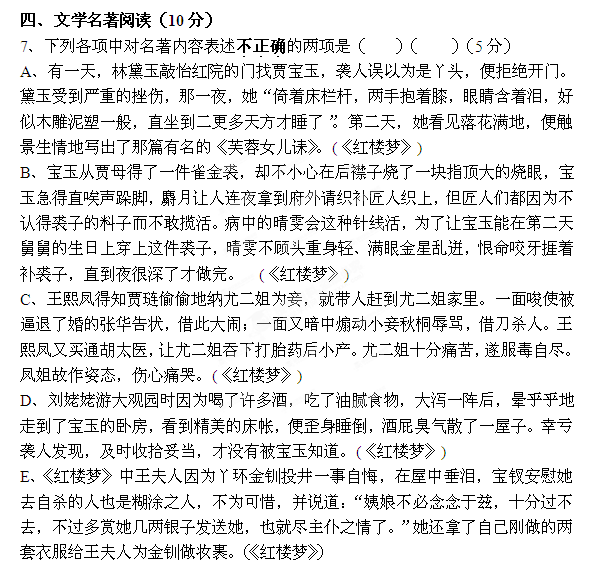 四、文学名著阅读（10 分）
7、下列各项中对名著内容表述不正确的两项是（ ）（ ）（5 分）
A、有一天，林黛玉敲怡红院的门找贾宝玉，袭人误以为是丫头，便拒绝开门。
黛玉受到严重的挫伤，那一夜，她“倚着床栏杆，两手抱着膝，眼睛含着泪，好
似木雕泥塑一般，直坐到二更多天方才睡了”。第二天，她看见落花满地，便触
景生情地写出了那篇有名的《芙蓉女儿诔》。（《红楼梦》）
B、宝玉从贾母得了一件雀金裘，却不小心在后襟子烧了一块指顶大的烧眼，宝
玉急得直唉声跺脚，麝月让人连夜拿到府外请织补匠人织上，但匠人们都因为不
认得裘子的料子而不敢揽活。病中的晴雯会这种针线活，为了让宝玉能在第二天
舅舅的生日上穿上这件裘子，晴雯不顾头重身轻、满眼金星乱迸，恨命咬牙捱着
补裘子，直到夜很深了才做完。 （《红楼梦》）
C、王熙凤得知贾琏偷偷地纳尤二姐为妾，就带人赶到尤二姐家里。一面唆使被
逼退了婚的张华告状，借此大闹；一面又暗中煽动小妾秋桐辱骂，借刀杀人。王
熙凤又买通胡太医，让尤二姐吞下打胎药后小产。尤二姐十分痛苦，遂服毒自尽。
凤姐故作姿态，伤心痛哭。（《红楼梦》）
D、刘姥姥游大观园时因为喝了许多酒，吃了油腻食物，大泻一阵后，晕乎乎地
走到了宝玉的卧房，看到精美的床帐，便歪身睡倒，酒屁臭气散了一屋子。幸亏
袭人发现，及时收拾妥当，才没有被宝玉知道。（《红楼梦》）
E、《红楼梦》中王夫人因为丫环金钏投井一事自悔，在屋中垂泪，宝钗安慰她
去自杀的人也是糊涂之人，不为可惜，并说道：“姨娘不必念念于兹，十分过不
去，不过多赏她几两银子发送她，也就尽主仆之情了。”她还拿了自己刚做的两
套衣服给王夫人为金钏做妆裹。（《红楼梦》）